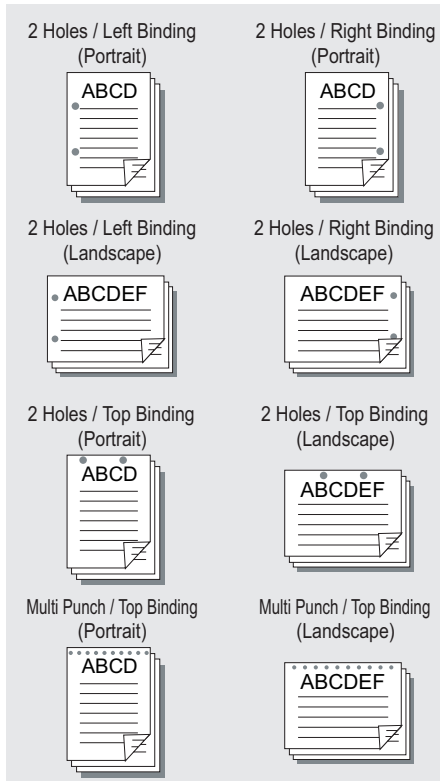 2 Holes / Left Binding
(Portrait)
ABCD
2 Holes / Right Binding
(Portrait)
ABCD
2 Holes / Left Binding
(Landscape)
ABCDEF
2 Holes / Right Binding
(Landscape)
ABCDEF
2 Holes / Top Binding
(Portrait)
ABCD
2 Holes / Top Binding
(Landscape)
ABCDEF
Multi Punch / Top Binding
(Portrait)
ABCD
Multi Punch / Top Binding
(Landscape)
ABCDEF